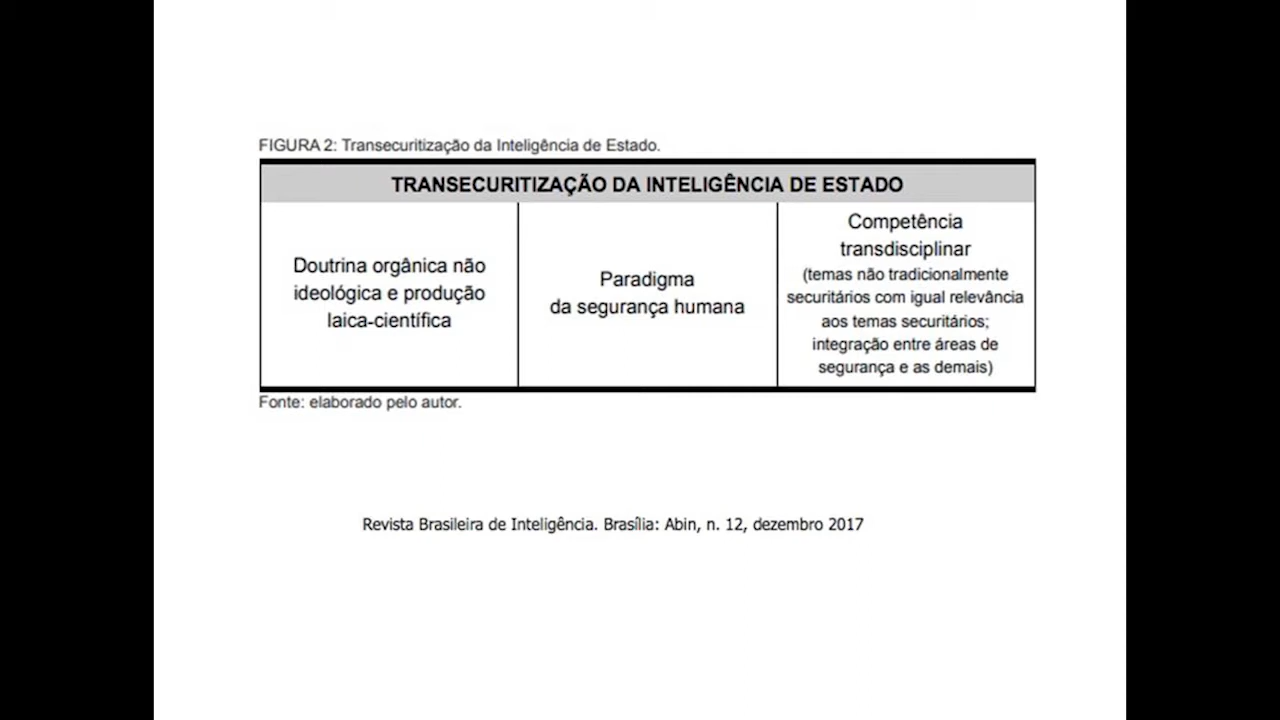 FIGURA 2: Transecuritização da Inteligência de Estado.
TRANSECURITIZAÇÃO DA INTELIGÊNCIA DE ESTADO
Doutrina orgânica não
ideológica e produção
laica-científica
Paradigma
da segurança humana
Competência
transdisciplinar
(temas não tradicionalmente
securitários com igual relevância
aos temas securitários;
integração entre áreas de
segurança e as demais)
Fonte: elaborado pelo autor.
Revista Brasileira de Inteligência. Brasília: Abin, n. 12, dezembro 2017